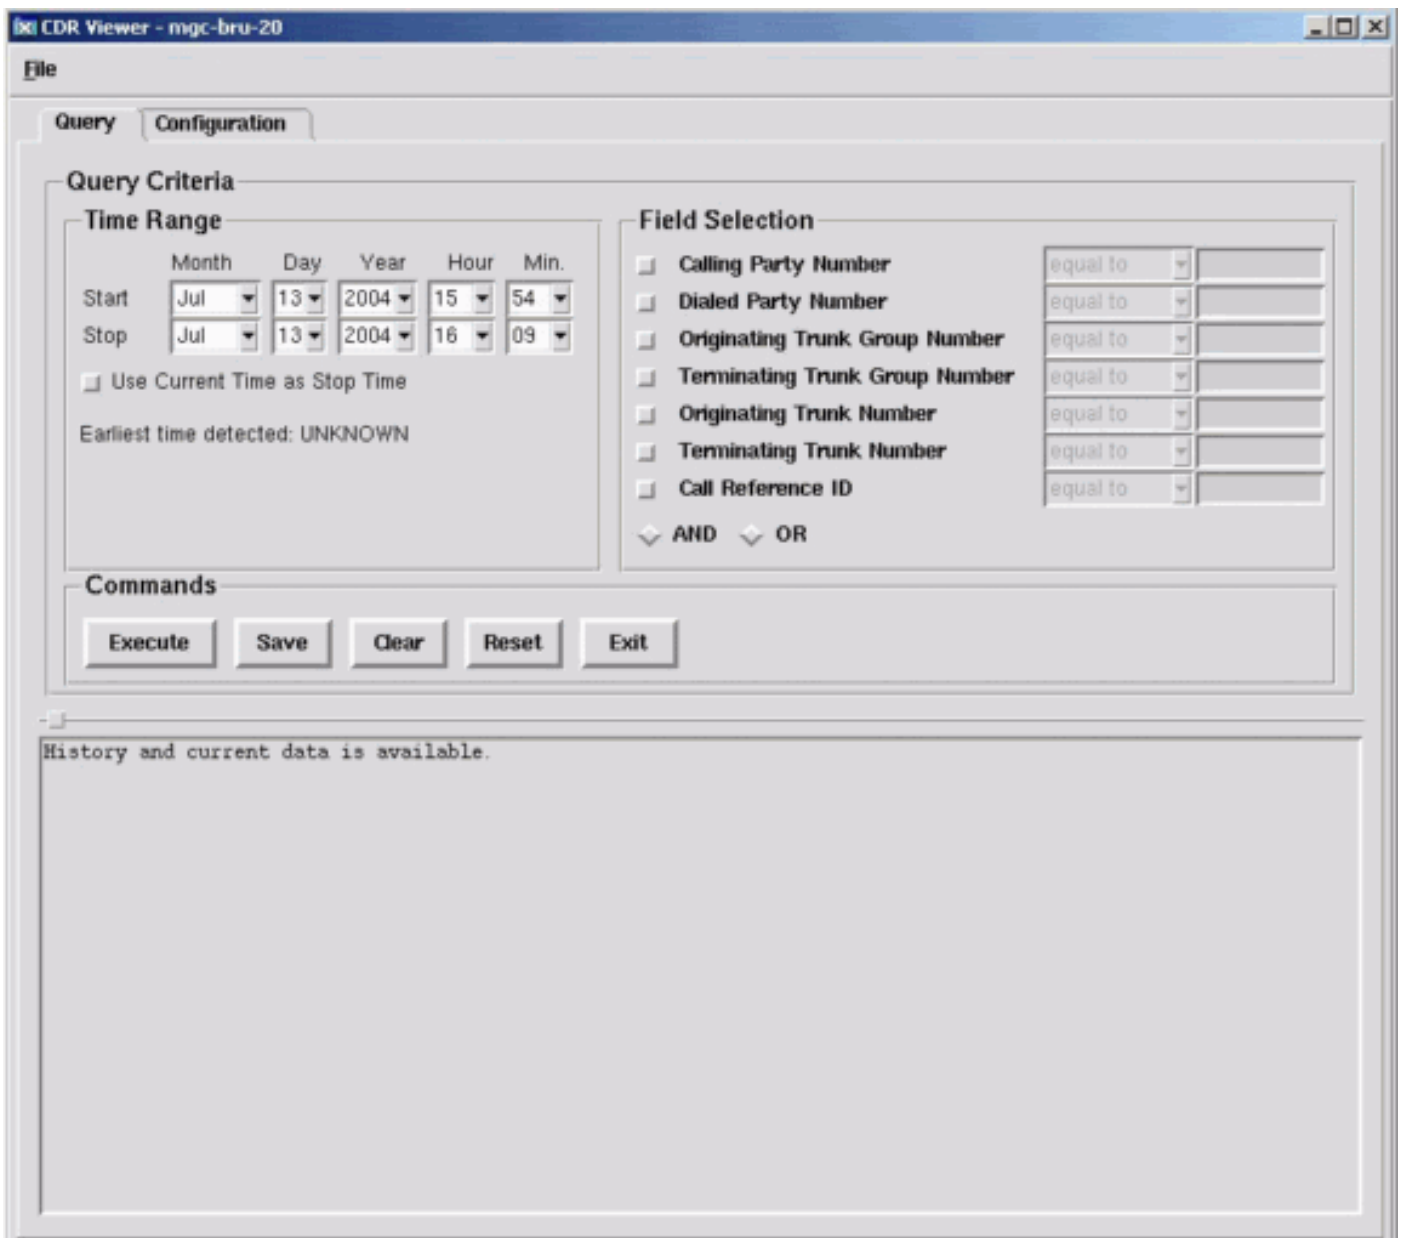 CDR Viewer - mgc-bru-20
File
Query Configuration
Query Criteria
Time Range
Month Day Year Hour Min.
Start Jul 13 2004 15 54
Stop Jul 13 2004 16 09
Use Current Time as Stop Time
Earliest time detected: UNKNOWN
Field Selection
Calling Party Number equal to
Dialed Party Number equal to
Originating Trunk Group Number equal to
Terminating Trunk Group Number equal to
Originating Trunk Number equal to
Terminating Trunk Number equal to
Call Reference ID equal to
AND OR
Commands
Execute Save Clear Reset Exit
History and current data is available.